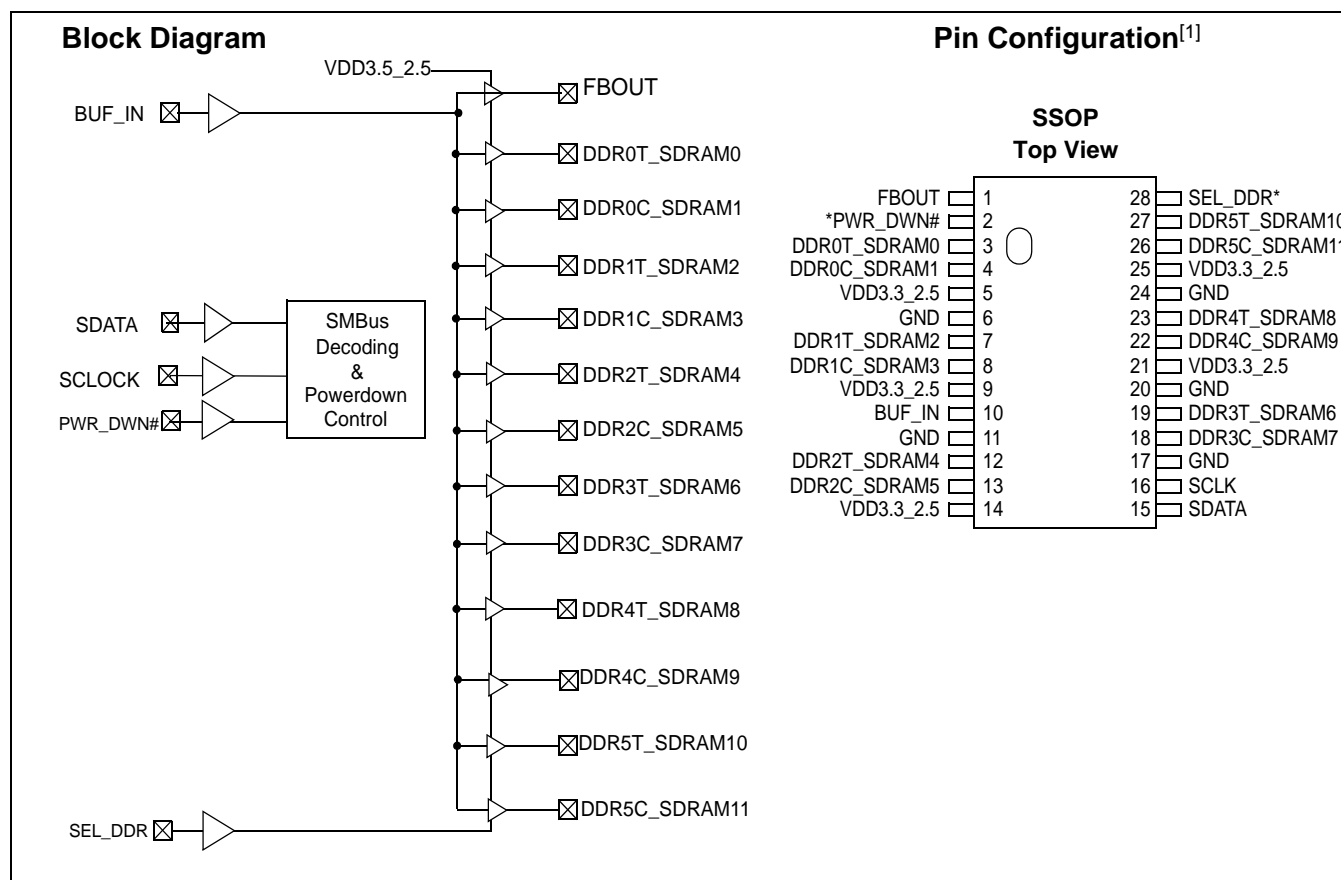 Block Diagram
VDD3.5_2.5
BUF_IN
FBOUT
DDR0T_SDRAM0
DDR0C_SDRAM1
DDR1T_SDRAM2
SDATA
SMBus
Decoding
&
Powerdown
Control
DDR1C_SDRAM3
SCLOCK
DDR2T_SDRAM4
PWR_DWN#
DDR2C_SDRAM5
DDR3T_SDRAM6
DDR3C_SDRAM7
DDR4T_SDRAM8
DDR4C_SDRAM9
DDR5T_SDRAM10
DDR5C_SDRAM11
SEL_DDR
Pin Configuration[1]
SSOP
Top View
FBOUT 1 28 SEL_DDR*
*PWR_DWN# 2 27 DDR5T_SDRAM10
DDR0T_SDRAM0 3 26 DDR5C_SDRAM11
DDR0C_SDRAM1 4 25 VDD3.3_2.5
VDD3.3_2.5 5 24 GND
GND 6 23 DDR4T_SDRAM8
DDR1T_SDRAM2 7 22 DDR4C_SDRAM9
DDR1C_SDRAM3 8 21 VDD3.3_2.5
VDD3.3_2.5 9 20 GND
BUF_IN 10 19 DDR3T_SDRAM6
GND 11 18 DDR3C_SDRAM7
DDR2T_SDRAM4 12 17 GND
DDR2C_SDRAM5 13 16 SCLK
VDD3.3_2.5 14 15 SDATA